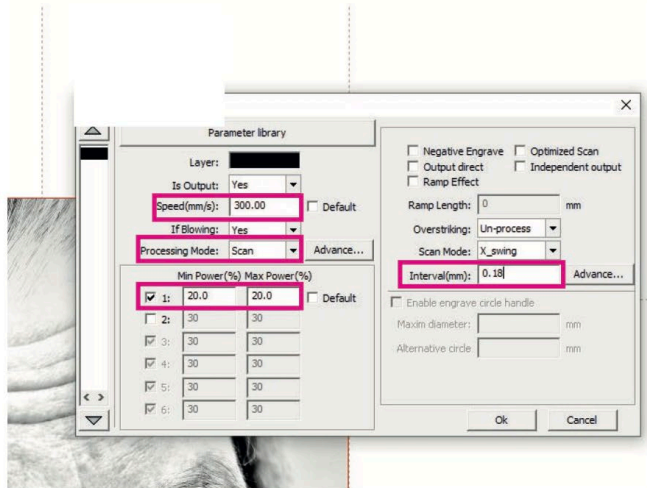 Parameter library
Layer:
Is Output: Yes
Speed(mm/s): 300.00 Default
If Blowing: Yes
Processing Mode: Scan Advance...
Min Power(%) Max Power(%)
1: 20.0 20.0 Default
2: 30 30
3: 30 30
4: 30 30
5: 30 30
6: 30 30
Negative Engrave Optimized Scan
Output direct Independent output
Ramp Effect
Ramp Length: 0 mm
Overstriking: Un-process
Scan Mode: X_swing
Interval(mm): 0.18 Advance...
Enable engrave circle handle
Maxim diameter: mm
Alternative circle mm
Ok Cancel